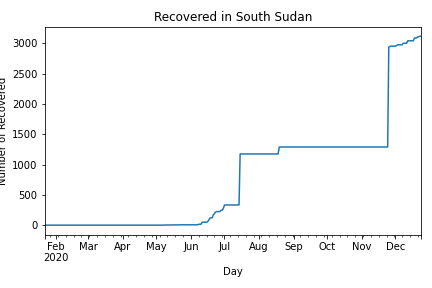 Recovered in South Sudan
Number of Recovered
3000
2500
2000
1500
1000
500
0
Feb Mar Apr May Jun Jul Aug Sep Oct Nov Dec
2020
Day